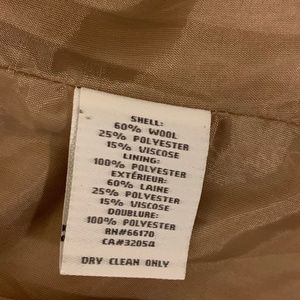 SHELL:
60% WOOL
25% POLYESTER
15% VISCOSE
LINING:
100% POLYESTER
EXTÉRIEUR:
60% LAINE
25% POLYESTER
15% VISCOSE
DOUBLURE:
100% POLYESTER
RN#66170
CA#32054
DRY CLEAN ONLY